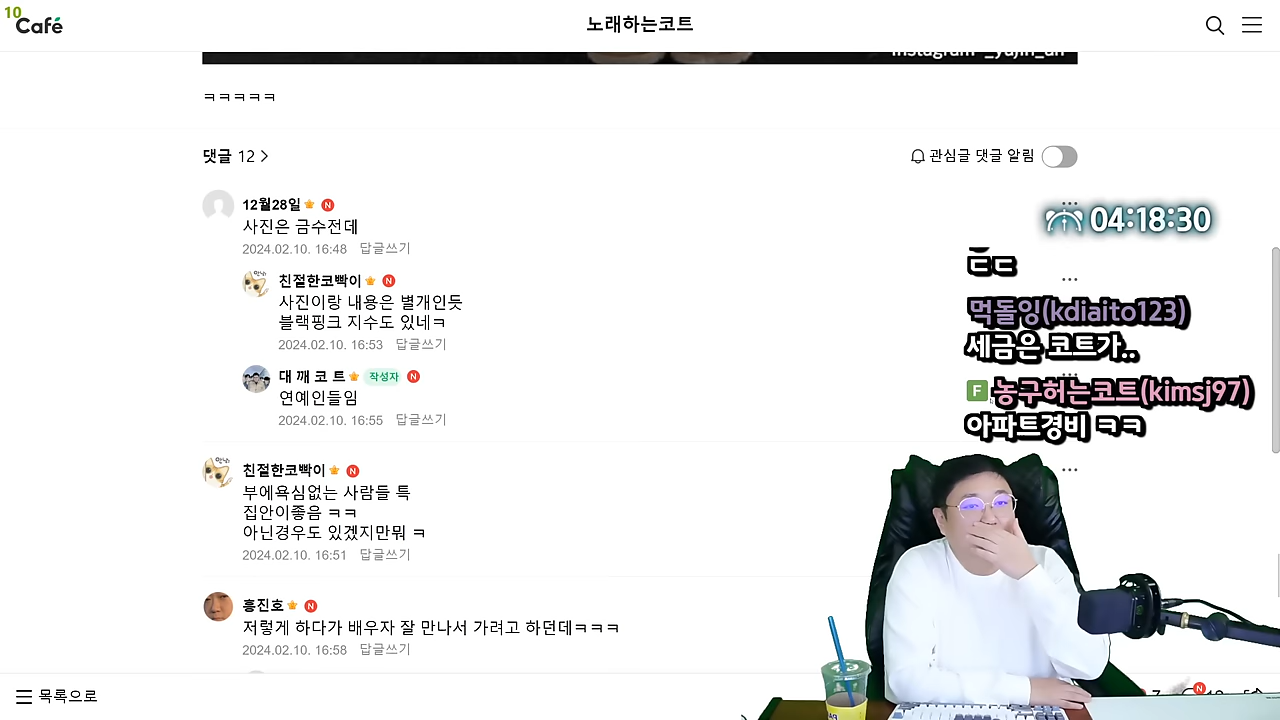 10
Café
노래하는코트
ㅋㅋㅋㅋㅋ
댓글 12
관심글 댓글 알림
12월28일 N
사진은 금수전데
2024.02.10. 16:48 답글쓰기
친절한코빡이 N
사진이랑 내용은 별개인듯
블랙핑크 지수도 있네ㅋ
2024.02.10. 16:53 답글쓰기
대 깨 코 트 작성자 N
연예인들임
2024.02.10. 16:55 답글쓰기
친절한코빡이 N
부에욕심없는 사람들 특
집안이좋음 ㅋㅋ
아닌경우도 있겠지만뭐 ㅋ
2024.02.10. 16:51 답글쓰기
흥진호 N
저렇게 하다가 배우자 잘 만나서 가려고 하던데ㅋㅋㅋ
2024.02.10. 16:58 답글쓰기
목록으로
04:18:30
ㄷㄷ
먹돌잉(kdiaito123)
세금은 코트가..
F 농구허는코트(kimsj97)
아파트경비 ㅋㅋ
N